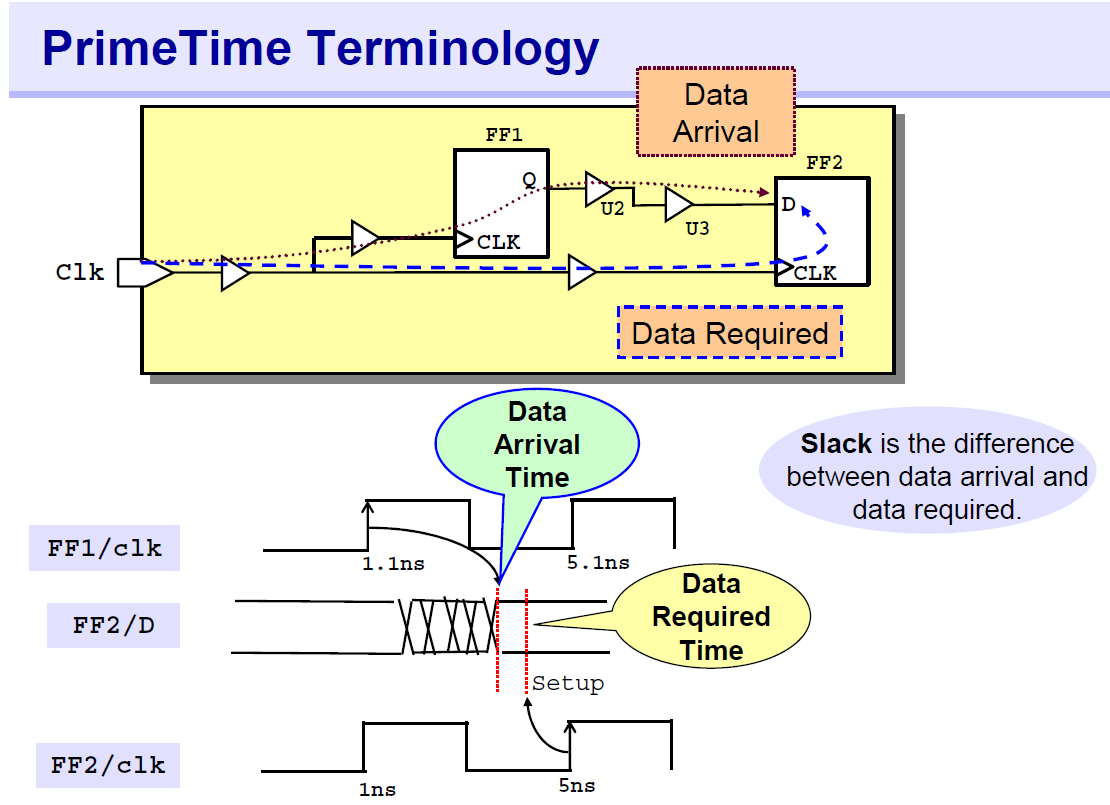 PrimeTime Terminology
Data
Arrival
FF1
FF2
Q
U2
D
U3
CLK
Clk
CLK
Data Required
Data
Arrival
Time
Slack is the difference
between data arrival and
data required.
FF1/clk
1.1ns
5.1ns
Data
Required
Time
FF2/D
Setup
FF2/clk
1ns
5ns